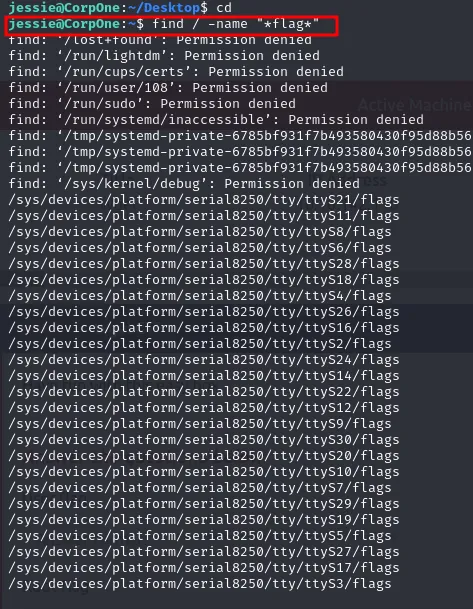 jessie@CorpOne:~/Desktop$ cd
jessie@CorpOne:~$ find / -name "*flag*"
find: ‘/lost+found’: Permission denied
find: ‘/run/lightdm’: Permission denied
find: ‘/run/cups/certs’: Permission denied
find: ‘/run/user/108’: Permission denied
find: ‘/run/sudo’: Permission denied
find: ‘/run/systemd/inaccessible’: Permission denied
find: ‘/tmp/systemd-private-6785bf931f7b493580430f95d88b56
find: ‘/tmp/systemd-private-6785bf931f7b493580430f95d88b56
find: ‘/tmp/systemd-private-6785bf931f7b493580430f95d88b56
find: ‘/sys/kernel/debug’: Permission denied
/sys/devices/platform/serial8250/tty/ttyS21/flags
/sys/devices/platform/serial8250/tty/ttyS11/flags
/sys/devices/platform/serial8250/tty/ttyS8/flags
/sys/devices/platform/serial8250/tty/ttyS6/flags
/sys/devices/platform/serial8250/tty/ttyS28/flags
/sys/devices/platform/serial8250/tty/ttyS18/flags
/sys/devices/platform/serial8250/tty/ttyS4/flags
/sys/devices/platform/serial8250/tty/ttyS26/flags
/sys/devices/platform/serial8250/tty/ttyS16/flags
/sys/devices/platform/serial8250/tty/ttyS2/flags
/sys/devices/platform/serial8250/tty/ttyS24/flags
/sys/devices/platform/serial8250/tty/ttyS14/flags
/sys/devices/platform/serial8250/tty/ttyS22/flags
/sys/devices/platform/serial8250/tty/ttyS12/flags
/sys/devices/platform/serial8250/tty/ttyS9/flags
/sys/devices/platform/serial8250/tty/ttyS30/flags
/sys/devices/platform/serial8250/tty/ttyS20/flags
/sys/devices/platform/serial8250/tty/ttyS10/flags
/sys/devices/platform/serial8250/tty/ttyS7/flags
/sys/devices/platform/serial8250/tty/ttyS29/flags
/sys/devices/platform/serial8250/tty/ttyS19/flags
/sys/devices/platform/serial8250/tty/ttyS5/flags
/sys/devices/platform/serial8250/tty/ttyS27/flags
/sys/devices/platform/serial8250/tty/ttyS17/flags
/sys/devices/platform/serial8250/tty/ttyS3/flags
Active Machine